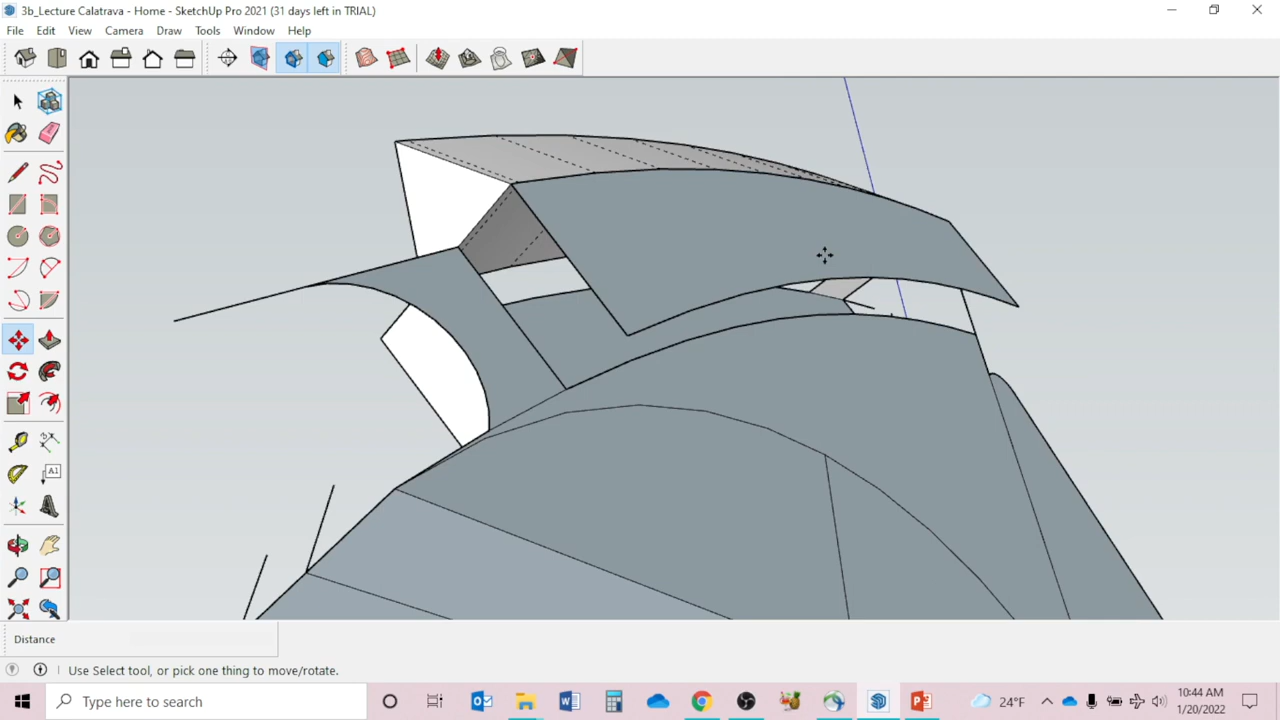 3b_Lecture Calatrava - Home - SketchUp Pro 2021 (31 days left in TRIAL)
File Edit View Camera Draw Tools Window Help
A1
Distance
Use Select tool, or pick one thing to move/rotate.
Type here to search
24°F
10:44 AM
1/20/2022